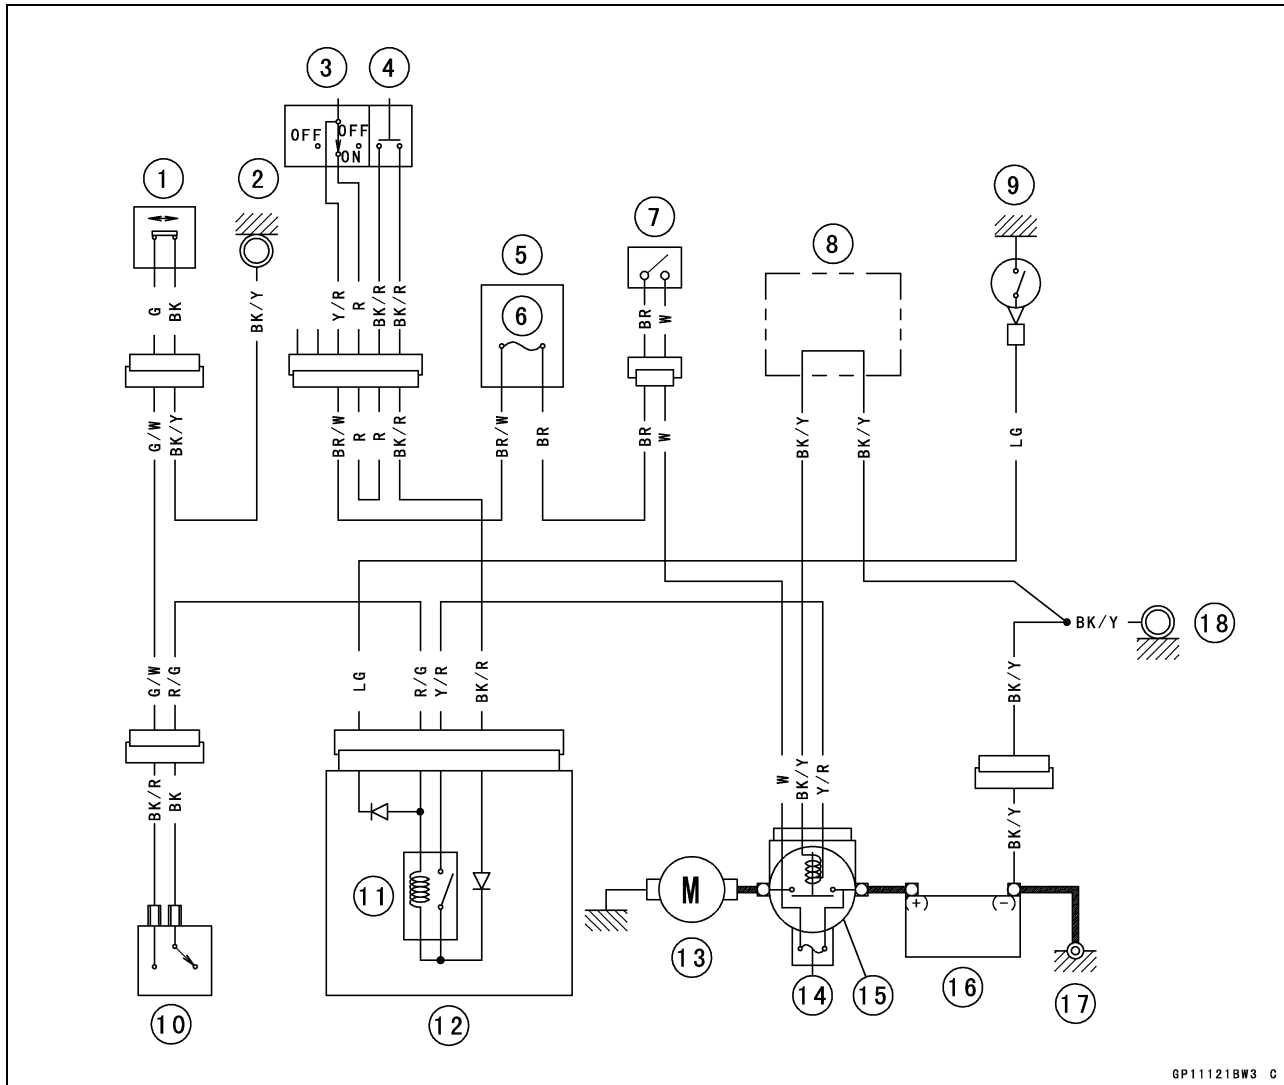 3 4
OFF OFF
ON
1 2 7 9
5 8
6
G BK BK/Y Y/R R BK/R BK/R BR W
G/W BK/Y BR/W R R BK/R BR/W BR BR W BK/Y BK/Y LG
BK/Y 18
G/W R/G LG R/G Y/R BK/R BK/Y
BK/R BK W BK/Y Y/R BK/Y
11 M (+) (-)
13 14 15 16 17
10 12
GP11121BW3 C